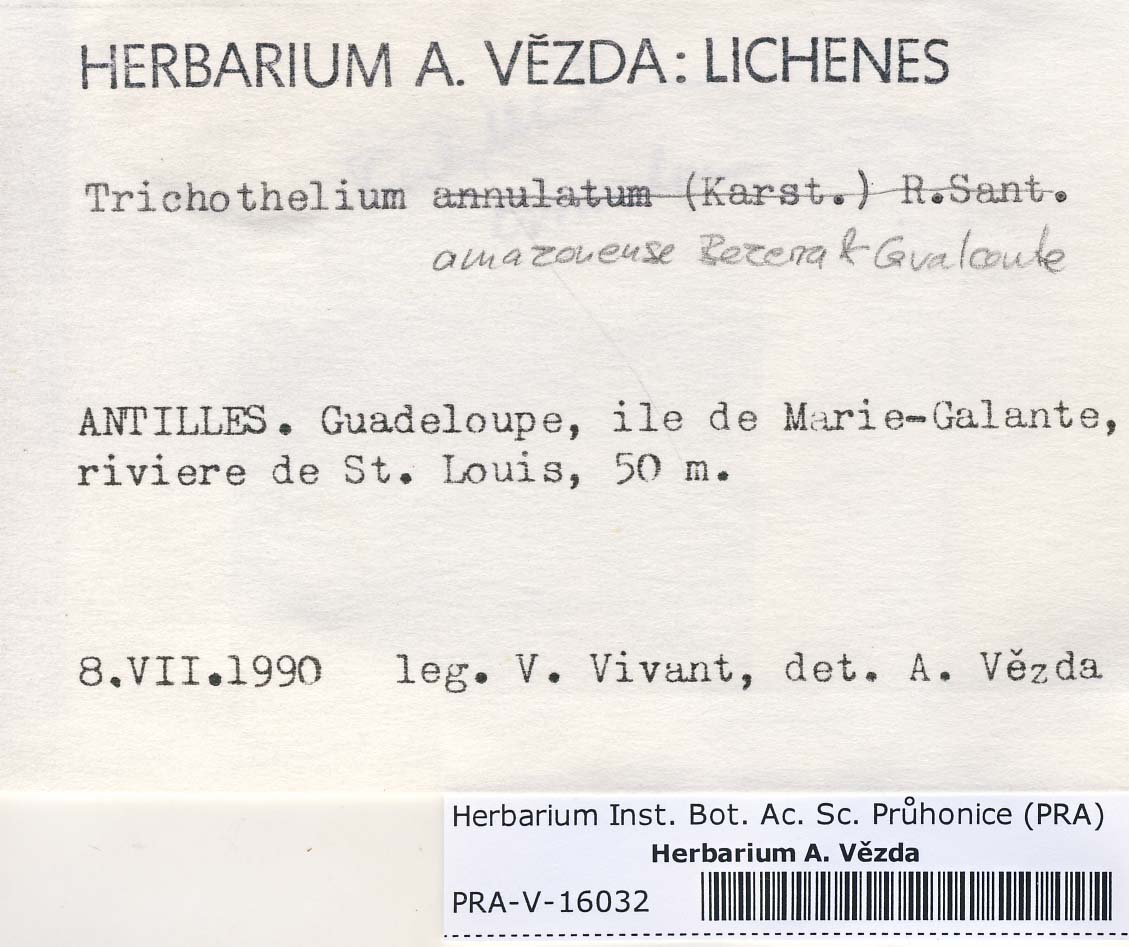 HERBARIUM A. VĚZDA: LICHENES
Trichothelium annulatum (Karst.) R.Sant.
amazonense Bezerra & Cavalcante
ANTILLES. Guadeloupe, ile de Marie-Galante,
riviere de St. Louis, 50 m.
8.VII.1990 leg. V. Vivant, det. A. Vězda
Herbarium Inst. Bot. Ac. Sc. Průhonice (PRA)
Herbarium A. Vězda
PRA-V-16032